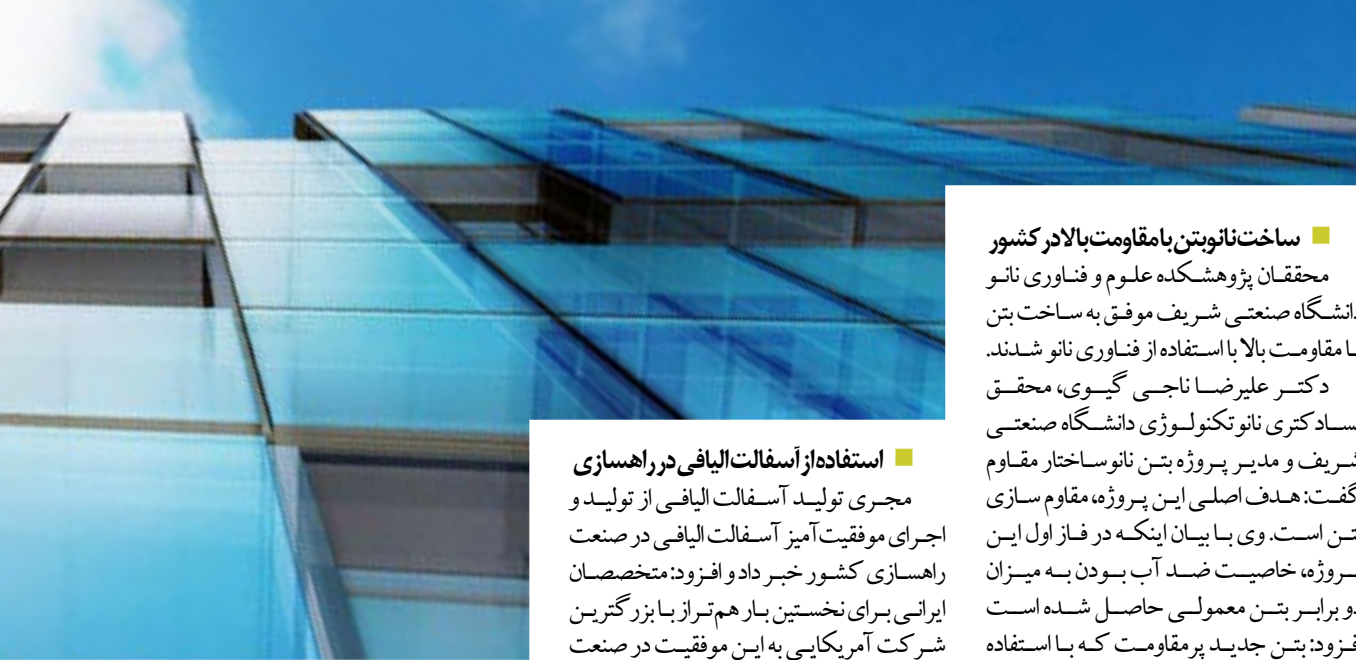 ساخت نانوبتن با مقاومت بالا در کشور
محققان پژوهشکده علوم و فناوری نانو
دانشگاه صنعتی شریف موفق به ساخت بتن
ـا مقاومت بالا با استفاده از فناوری نانو شدند.
دکتر علیرضا ناجی گیوی، محقق
ـسادکتری نانوتکنولوژی دانشگاه صنعتی
شریف و مدیر پروژه بتن نانوساختار مقاوم
گفت: هدف اصلی این پروژه، مقاوم سازی
ـتن است. وی با بیان اینکه در فاز اول این
ـروژه، خاصیت ضد آب بودن به میزان
دو برابر بتن معمولی حاصل شده است
فزود: بتن جدید پرمقاومت که با استفاده
استفاده از آسفالت الیافی در راهسازی
مجری تولید آسفالت الیافی از تولید و
اجرای موفقیت‌آمیز آسفالت الیافی در صنعت
راهسازی کشور خبر داد و افزود: متخصصان
ایرانی برای نخستین بار هم‌تراز با بزرگترین
شرکت آمریکایی به این موفقیت در صنعت